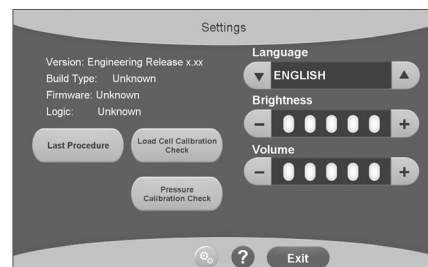 Settings
Version: Engineering Release x.xx
Build Type: Unknown
Firmware: Unknown
Logic: Unknown
Last Procedure
Load Cell Calibration
Check
Pressure
Calibration Check
Language
▼ ENGLISH ▲
Brightness
− +
Volume
− +
? Exit